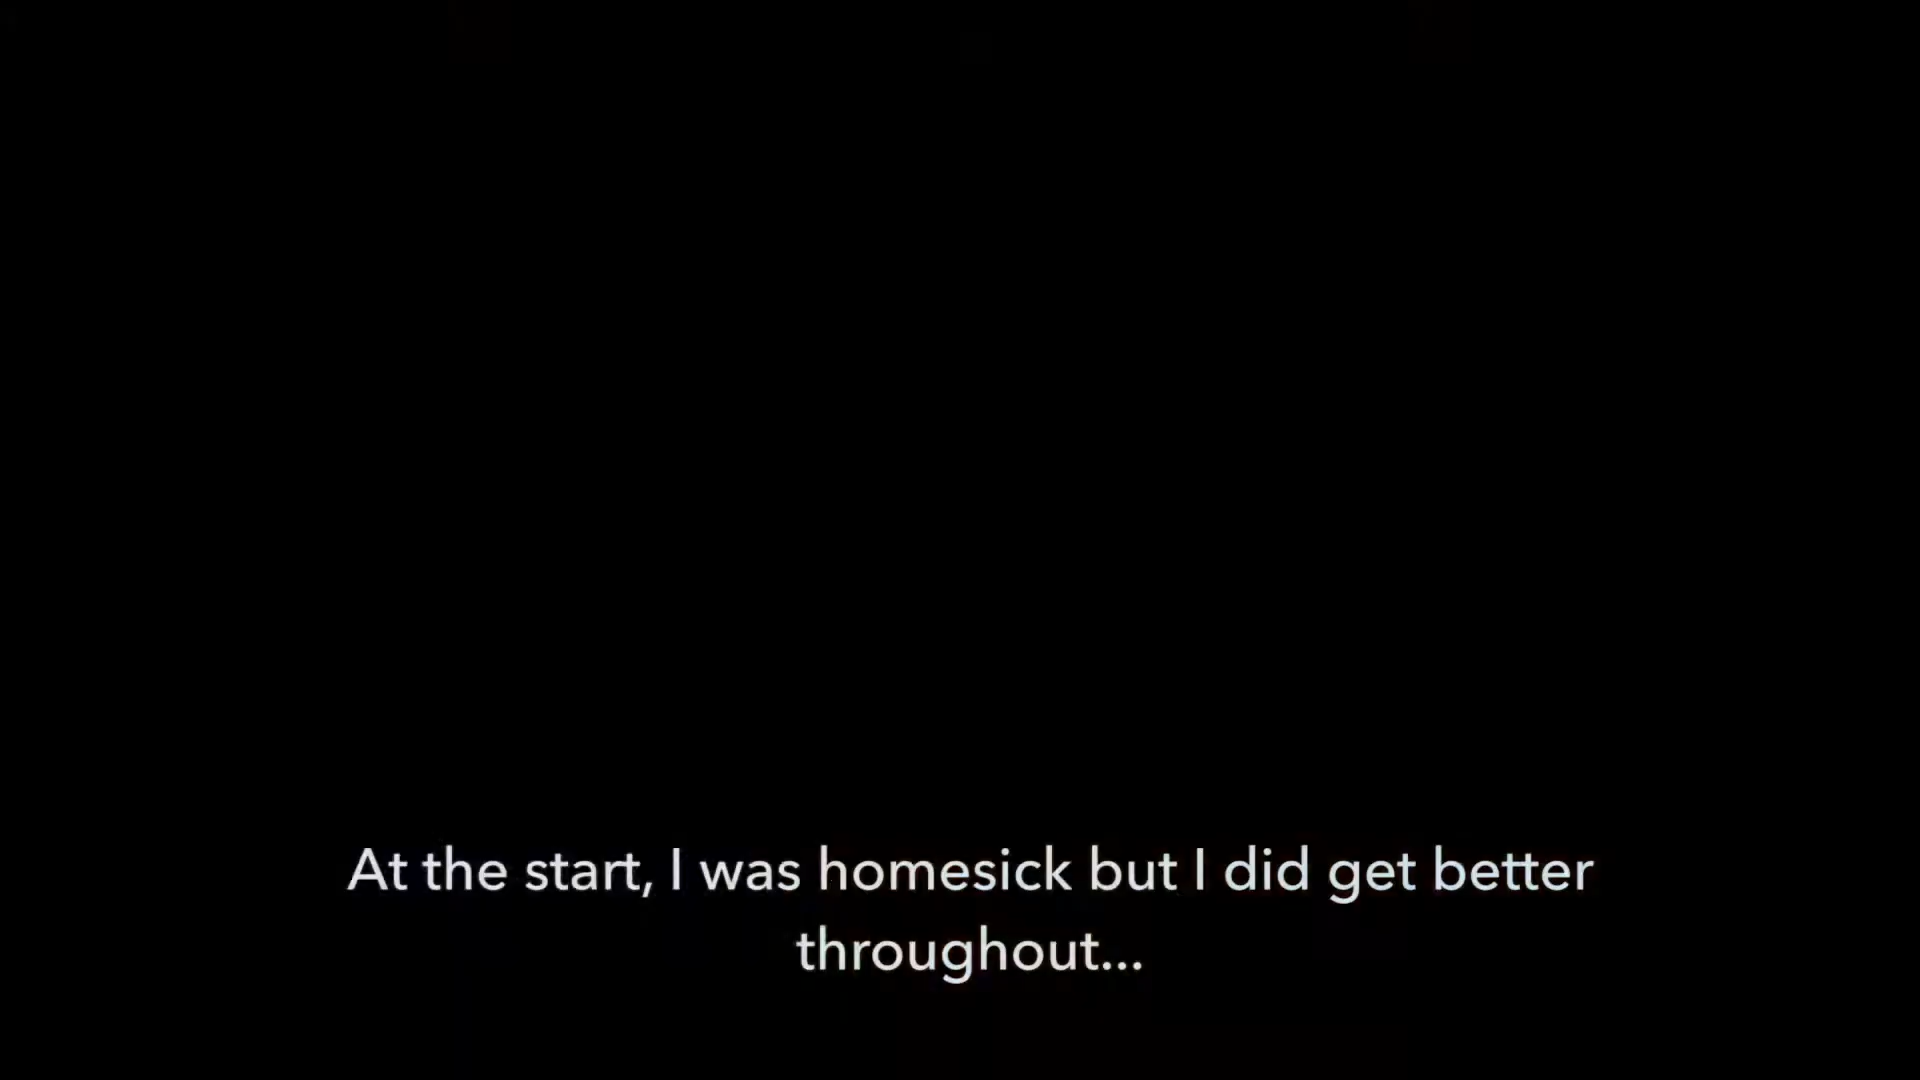 At the start, I was homesick but I did get better
throughout...